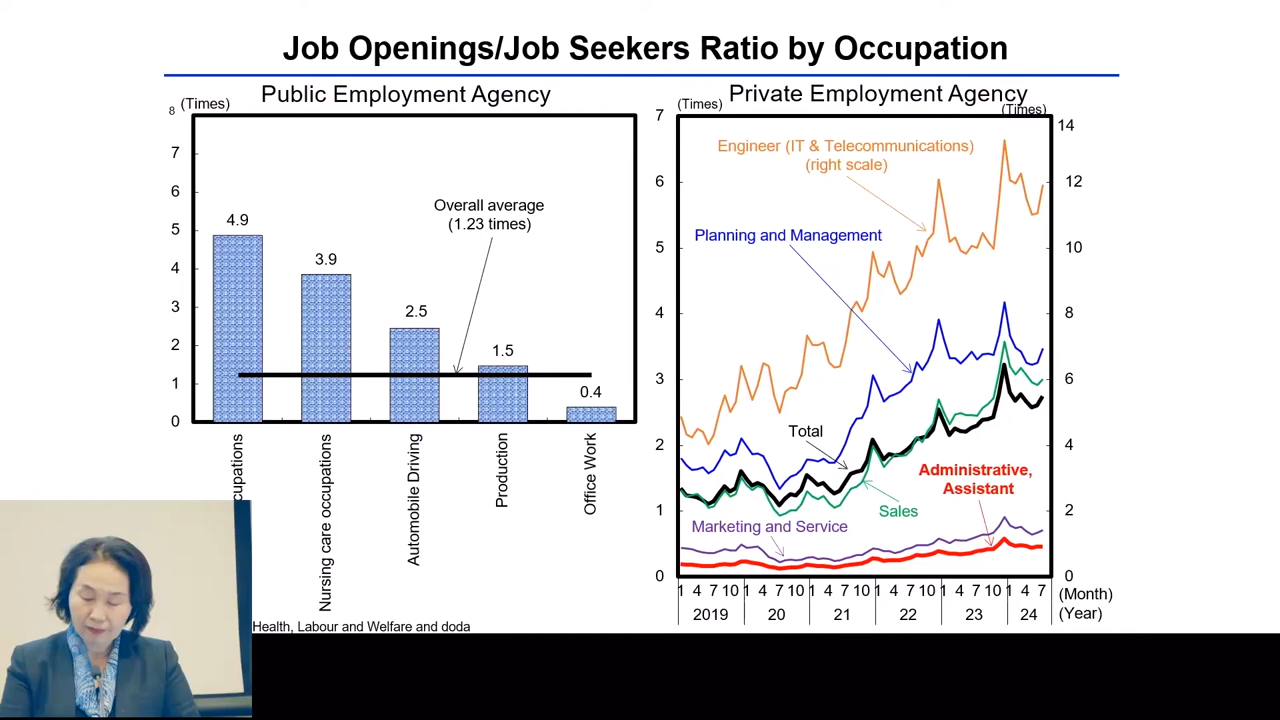 Job Openings/Job Seekers Ratio by Occupation
Public Employment Agency
8 (Times)
7
6
5
4
3
2
1
0
4.9
3.9
2.5
1.5
0.4
Overall average
(1.23 times)
Nursing care occupations
Automobile Driving
Production
Office Work
Health, Labour and Welfare and doda
Private Employment Agency
(Times)
(Times)
7
6
5
4
3
2
1
0
14
12
10
8
6
4
2
0
Engineer (IT & Telecommunications)
(right scale)
Planning and Management
Total
Administrative,
Assistant
Sales
Marketing and Service
1 4 7 10 1 4 7 10 1 4 7 10 1 4 7 10 1 4 7 10 1 4 7 (Month)
2019 20 21 22 23 24 (Year)